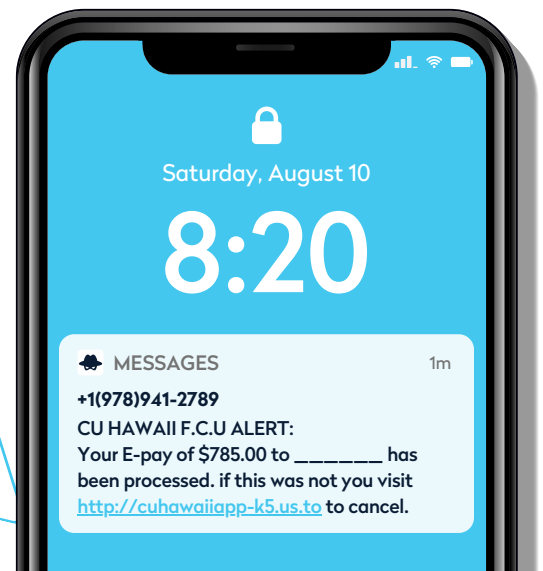 Saturday, August 10
8:20
MESSAGES 1m
+1(978)941-2789
CU HAWAII F.C.U ALERT:
Your E-pay of $785.00 to ______ has
been processed. if this was not you visit
http://cuhawaiiapp-k5.us.to to cancel.